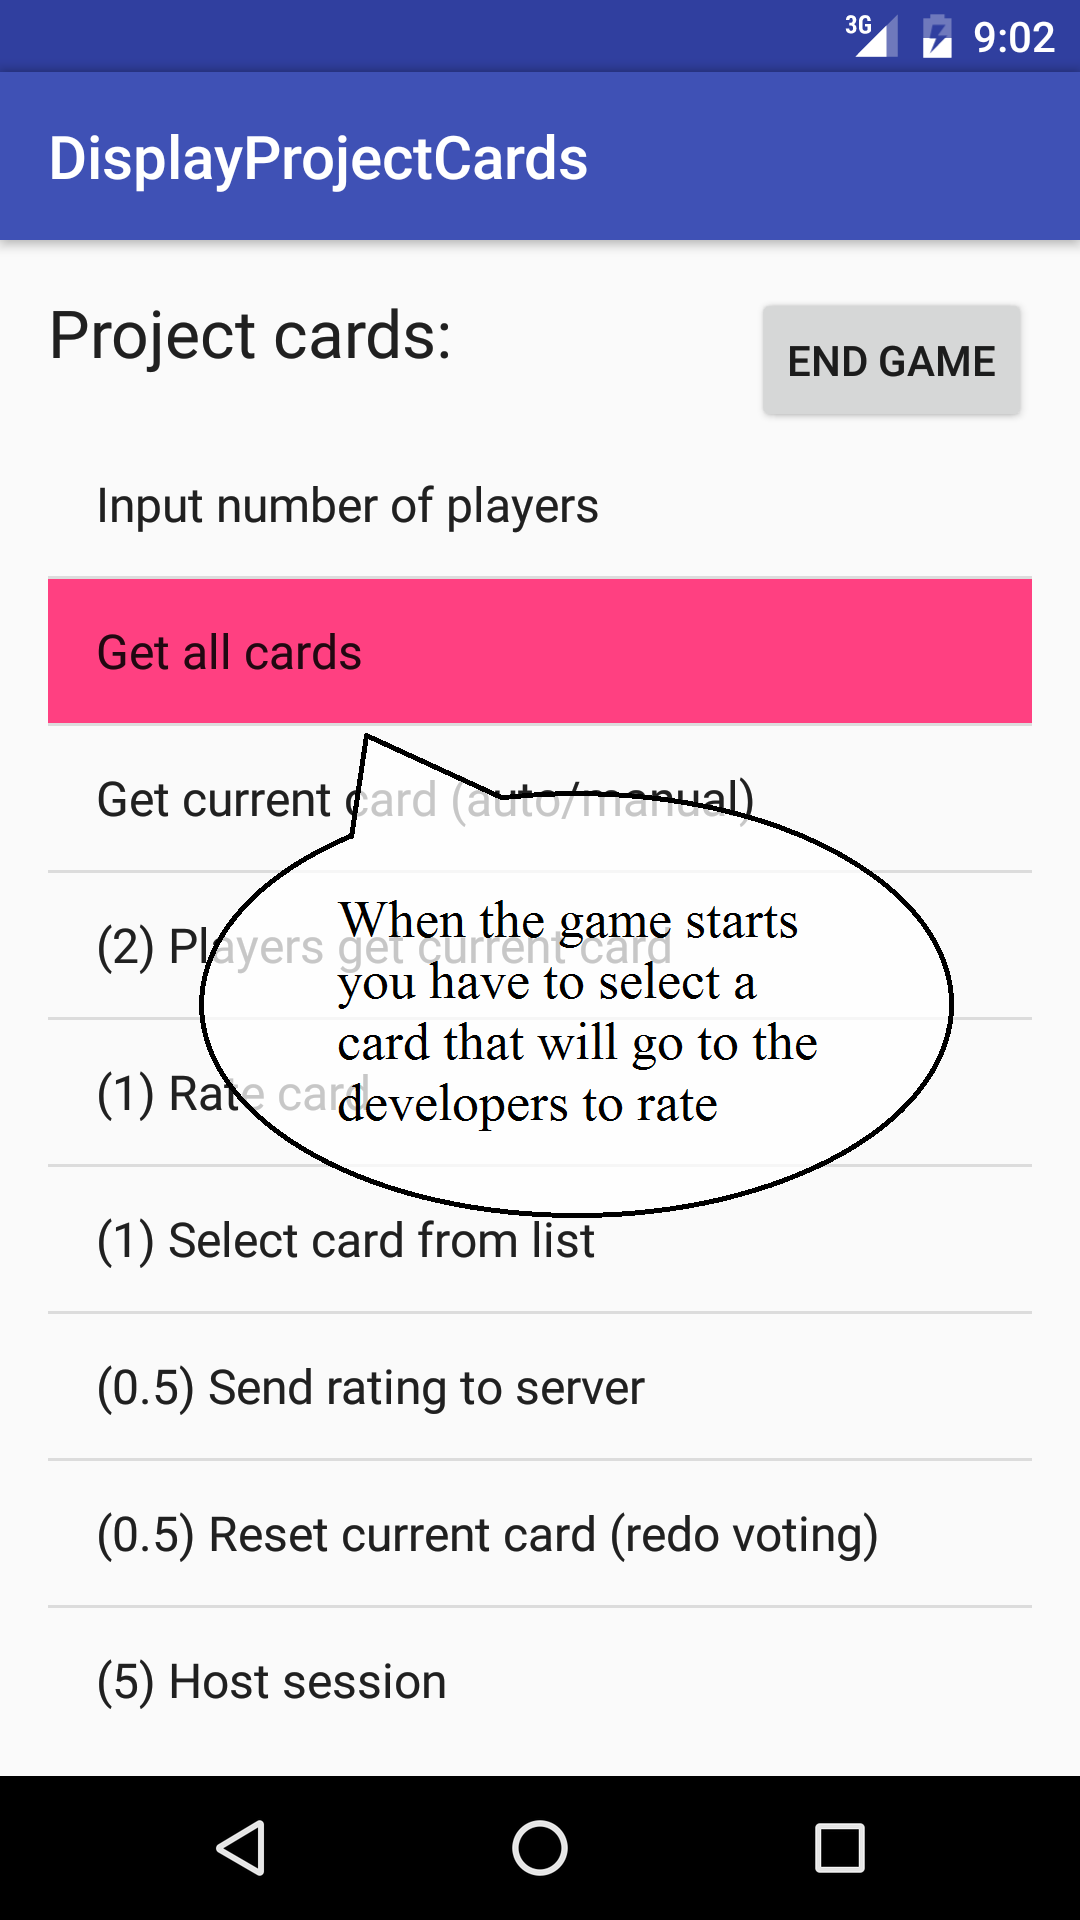 3G 9:02
DisplayProjectCards
Project cards:
END GAME
Input number of players
Get all cards
Get current card (auto/manual)
(2) Players get current card
(1) Rate card
When the game starts
you have to select a
card that will go to the
developers to rate
(1) Select card from list
(0.5) Send rating to server
(0.5) Reset current card (redo voting)
(5) Host session